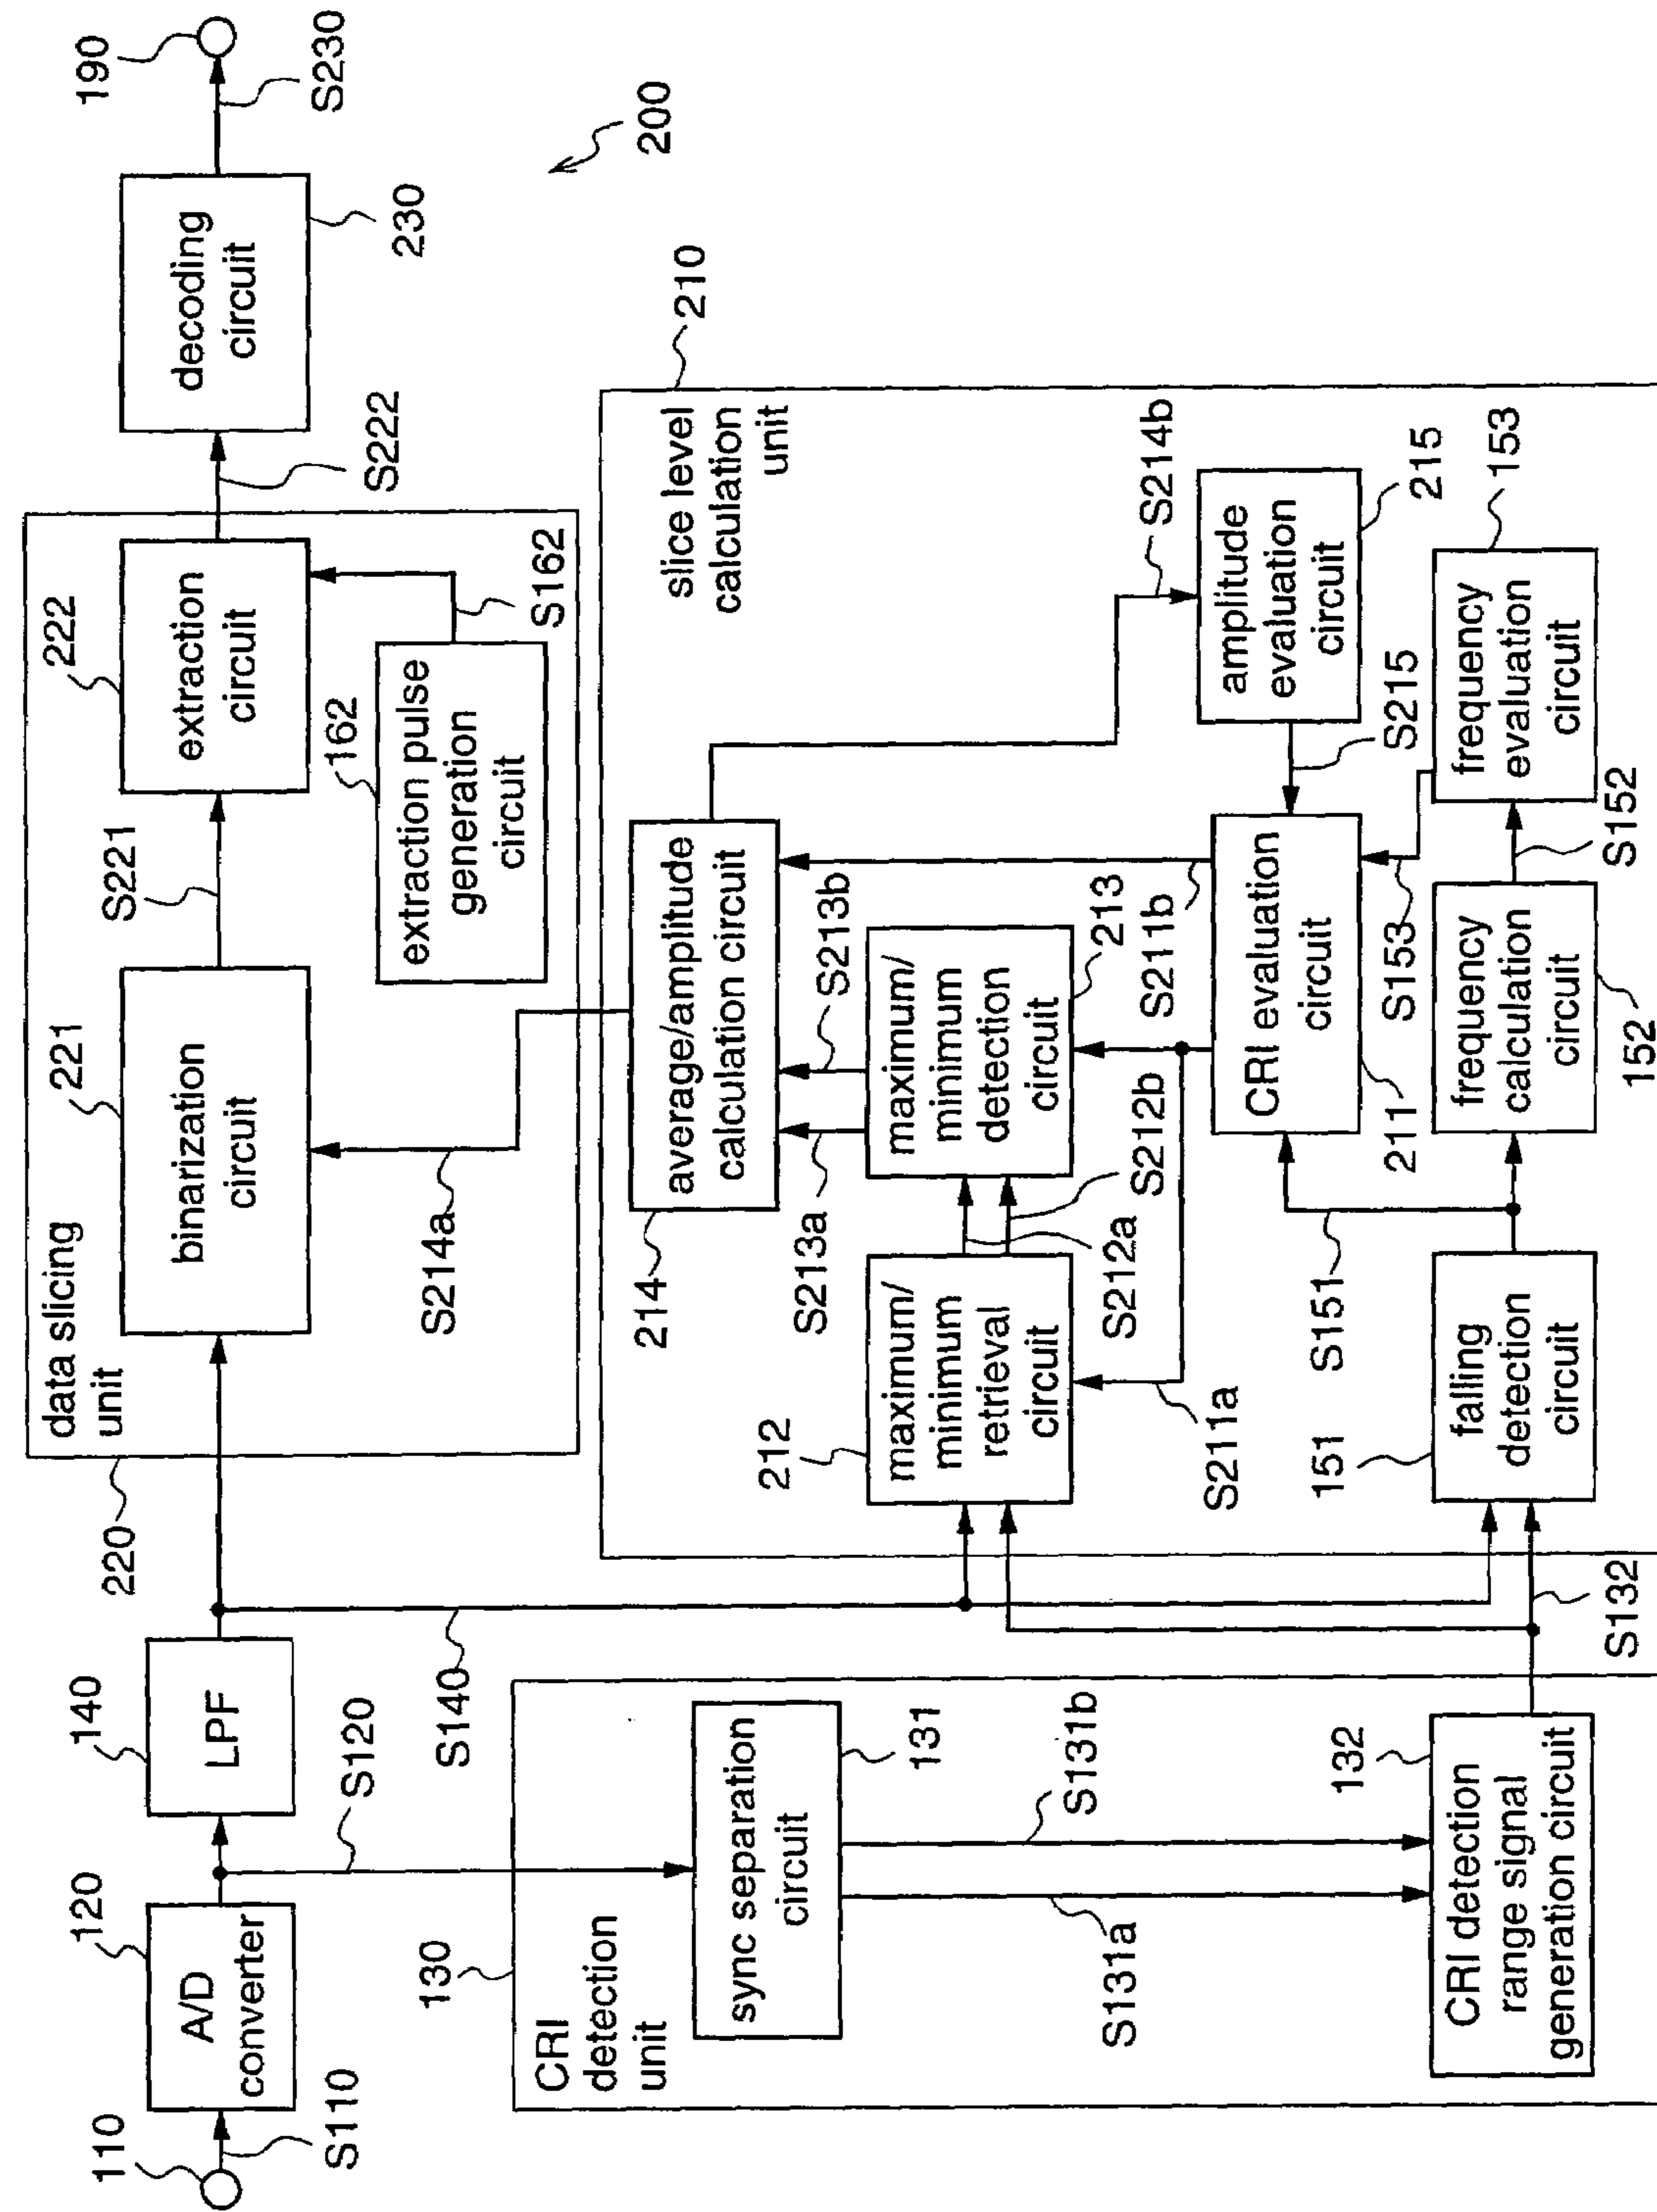 110
S110
120
A/D
converter
S120
140
LPF
S140
130
CRI
detection
unit
sync separation
circuit
131
S131a
S131b
132
CRI detection
range signal
generation circuit
S132
220
data slicing
unit
221
binarization
circuit
S214a
S221
222
extraction
circuit
162
extraction pulse
generation
circuit
S162
S222
decoding
circuit
230
S230
190
200
210
slice level
calculation
unit
214
average/amplitude
calculation circuit
S213a
S213b
212
maximum/
minimum
retrieval
circuit
S212a
S212b
maximum/
minimum
detection
circuit
213
S211a
S211b
S214b
amplitude
evaluation
circuit
215
S215
CRI evaluation
circuit
211
S151
151
falling
detection
circuit
frequency
calculation
circuit
152
S152
S153
frequency
evaluation
circuit
153